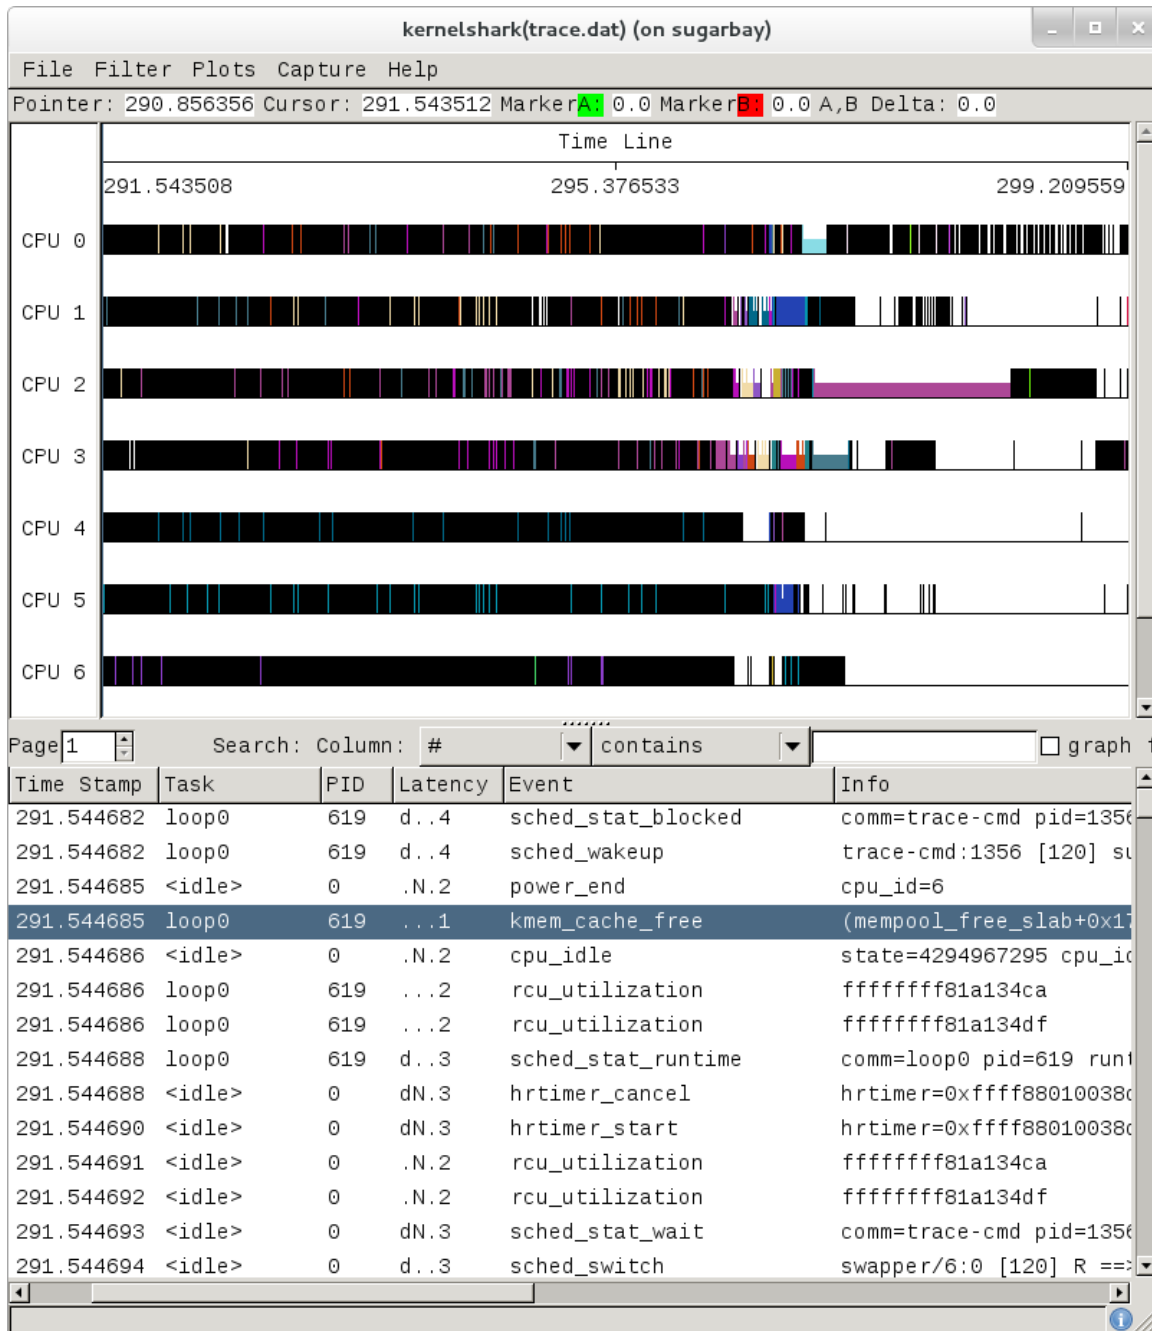 kernelshark(trace.dat) (on sugarbay)
File Filter Plots Capture Help
Pointer: 290.856356 Cursor: 291.543512 MarkerA: 0.0 MarkerB: 0.0 A,B Delta: 0.0
Time Line
291.543508 295.376533 299.209559
CPU 0
CPU 1
CPU 2
CPU 3
CPU 4
CPU 5
CPU 6
Page 1 Search: Column: # contains graph f
Time Stamp Task PID Latency Event Info
291.544682 loop0 619 d..4 sched_stat_blocked comm=trace-cmd pid=1356
291.544682 loop0 619 d..4 sched_wakeup trace-cmd:1356 [120] su
291.544685 <idle> 0 .N.2 power_end cpu_id=6
291.544685 loop0 619 ...1 kmem_cache_free (mempool_free_slab+0x17
291.544686 <idle> 0 .N.2 cpu_idle state=4294967295 cpu_id
291.544686 loop0 619 ...2 rcu_utilization ffffffff81a134ca
291.544686 loop0 619 ...2 rcu_utilization ffffffff81a134df
291.544688 loop0 619 d..3 sched_stat_runtime comm=loop0 pid=619 runt
291.544688 <idle> 0 dN.3 hrtimer_cancel hrtimer=0xffff88010038c
291.544690 <idle> 0 dN.3 hrtimer_start hrtimer=0xffff88010038c
291.544691 <idle> 0 .N.2 rcu_utilization ffffffff81a134ca
291.544692 <idle> 0 .N.2 rcu_utilization ffffffff81a134df
291.544693 <idle> 0 dN.3 sched_stat_wait comm=trace-cmd pid=1356
291.544694 <idle> 0 d..3 sched_switch swapper/6:0 [120] R ==>